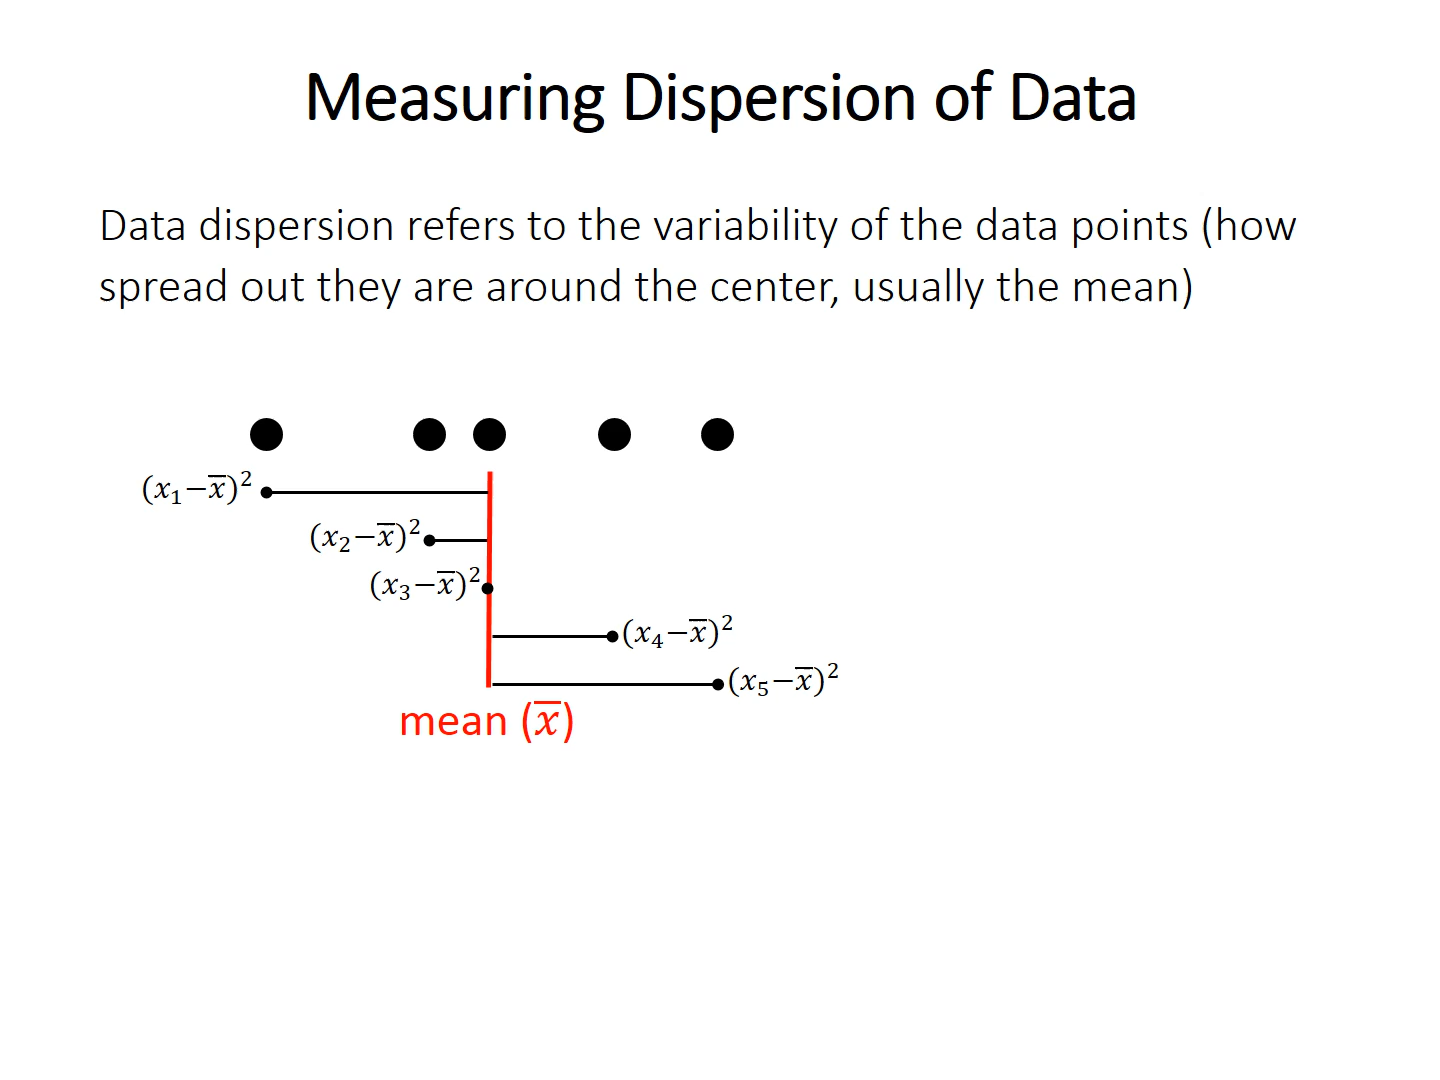 Measuring Dispersion of Data
Data dispersion refers to the variability of the data points (how
spread out they are around the center, usually the mean)
(x₁−x̅)²
(x₂−x̅)²
(x₃−x̅)²
(x₄−x̅)²
(x₅−x̅)²
mean (x̅)